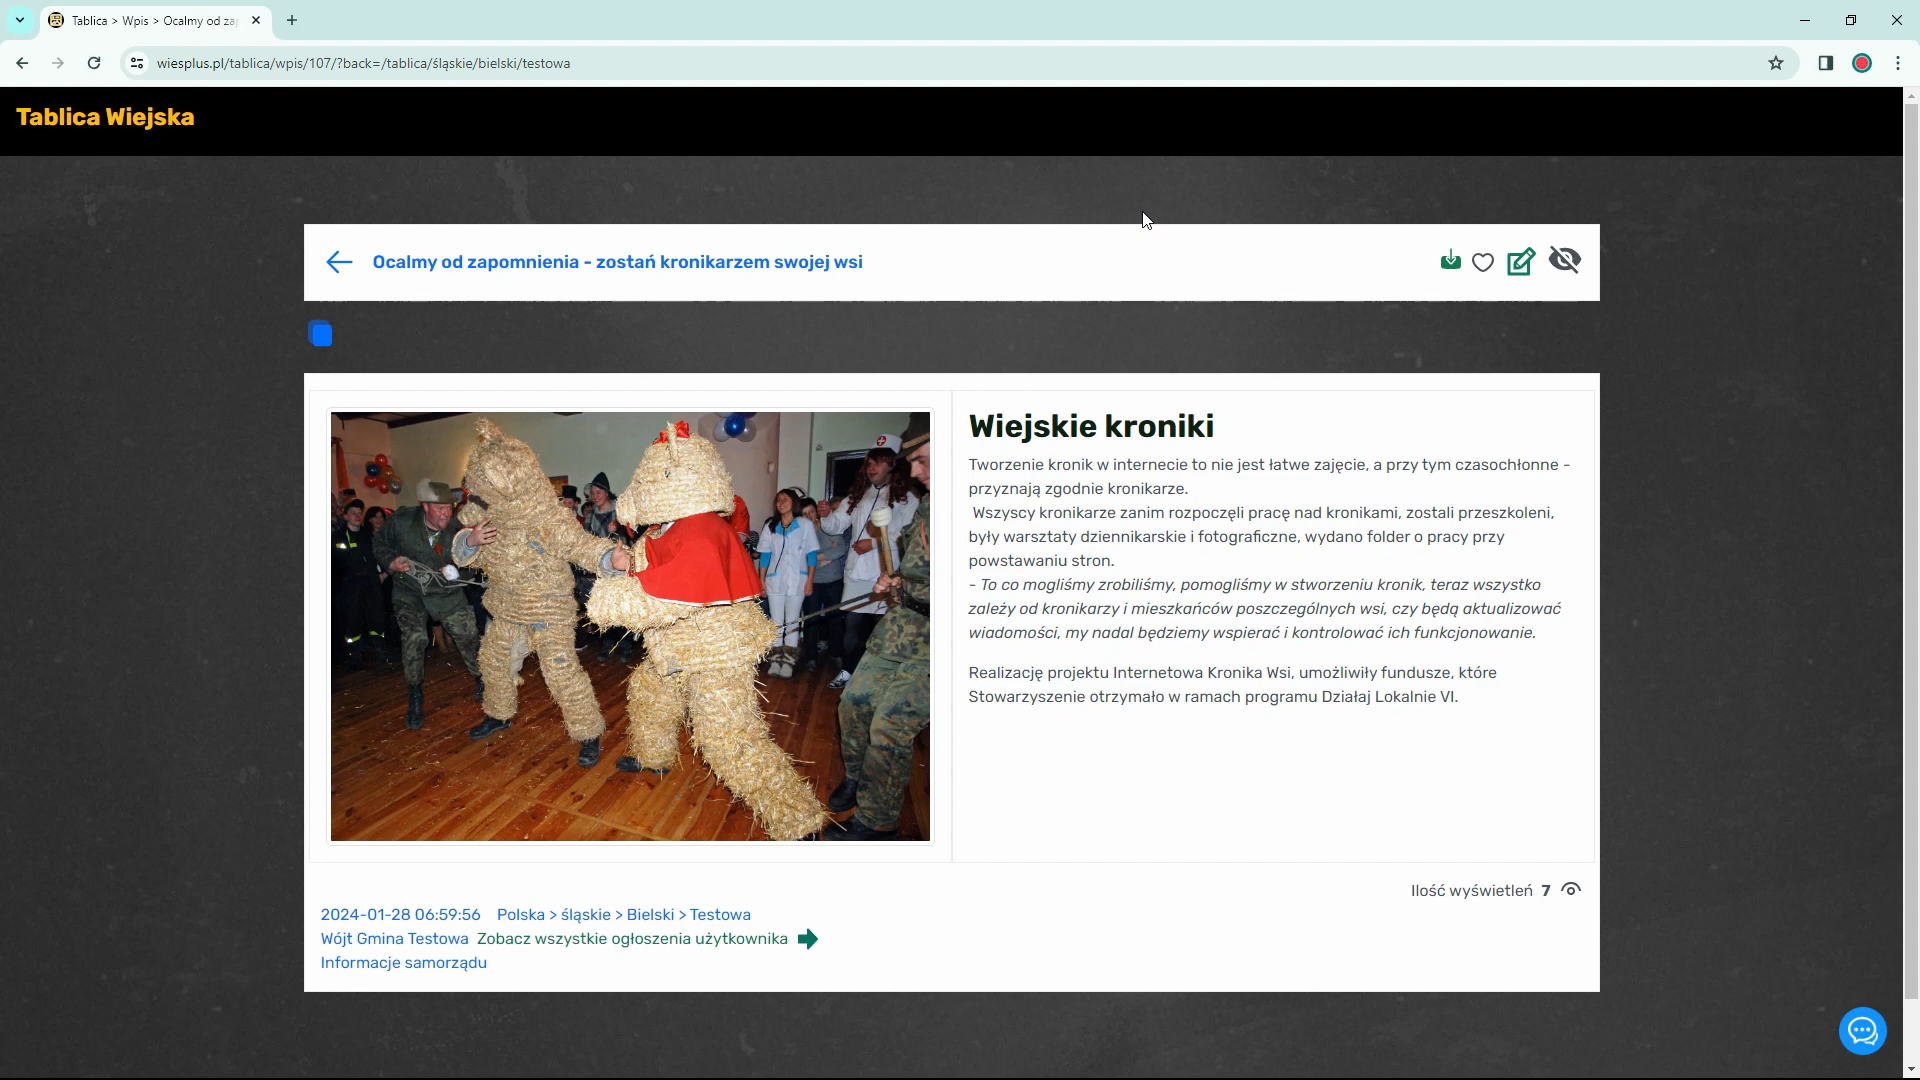 Tablica > Wpis > Ocalmy od za
wiesplus.pl/tablica/wpis/107/?back=/tablica/śląskie/bielski/testowa
Tablica Wiejska
Ocalmy od zapomnienia - zostań kronikarzem swojej wsi
Wiejskie kroniki
Tworzenie kronik w internecie to nie jest łatwe zajęcie, a przy tym czasochłonne -
przyznają zgodnie kronikarze.
Wszyscy kronikarze zanim rozpoczęli pracę nad kronikami, zostali przeszkoleni,
były warsztaty dziennikarskie i fotograficzne, wydano folder o pracy przy
powstawaniu stron.
- To co mogliśmy zrobiliśmy, pomogliśmy w stworzeniu kronik, teraz wszystko
zależy od kronikarzy i mieszkańców poszczególnych wsi, czy będą aktualizować
wiadomości, my nadal będziemy wspierać i kontrolować ich funkcjonowanie.
Realizację projektu Internetowa Kronika Wsi, umożliwiły fundusze, które
Stowarzyszenie otrzymało w ramach programu Działaj Lokalnie VI.
Ilość wyświetleń 7
2024-01-28 06:59:56 Polska > śląskie > Bielski > Testowa
Wójt Gmina Testowa Zobacz wszystkie ogłoszenia użytkownika
Informacje samorządu